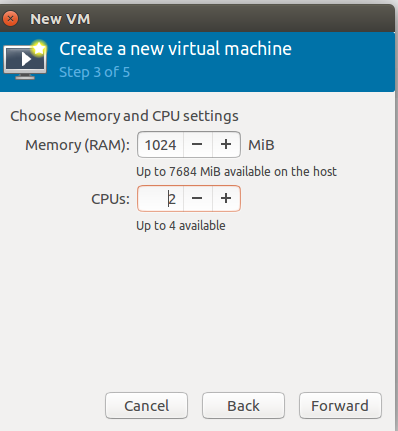 New VM
Create a new virtual machine
Step 3 of 5
Choose Memory and CPU settings
Memory (RAM): 1024 − + MiB
Up to 7684 MiB available on the host
CPUs: 2 − +
Up to 4 available
Cancel Back Forward